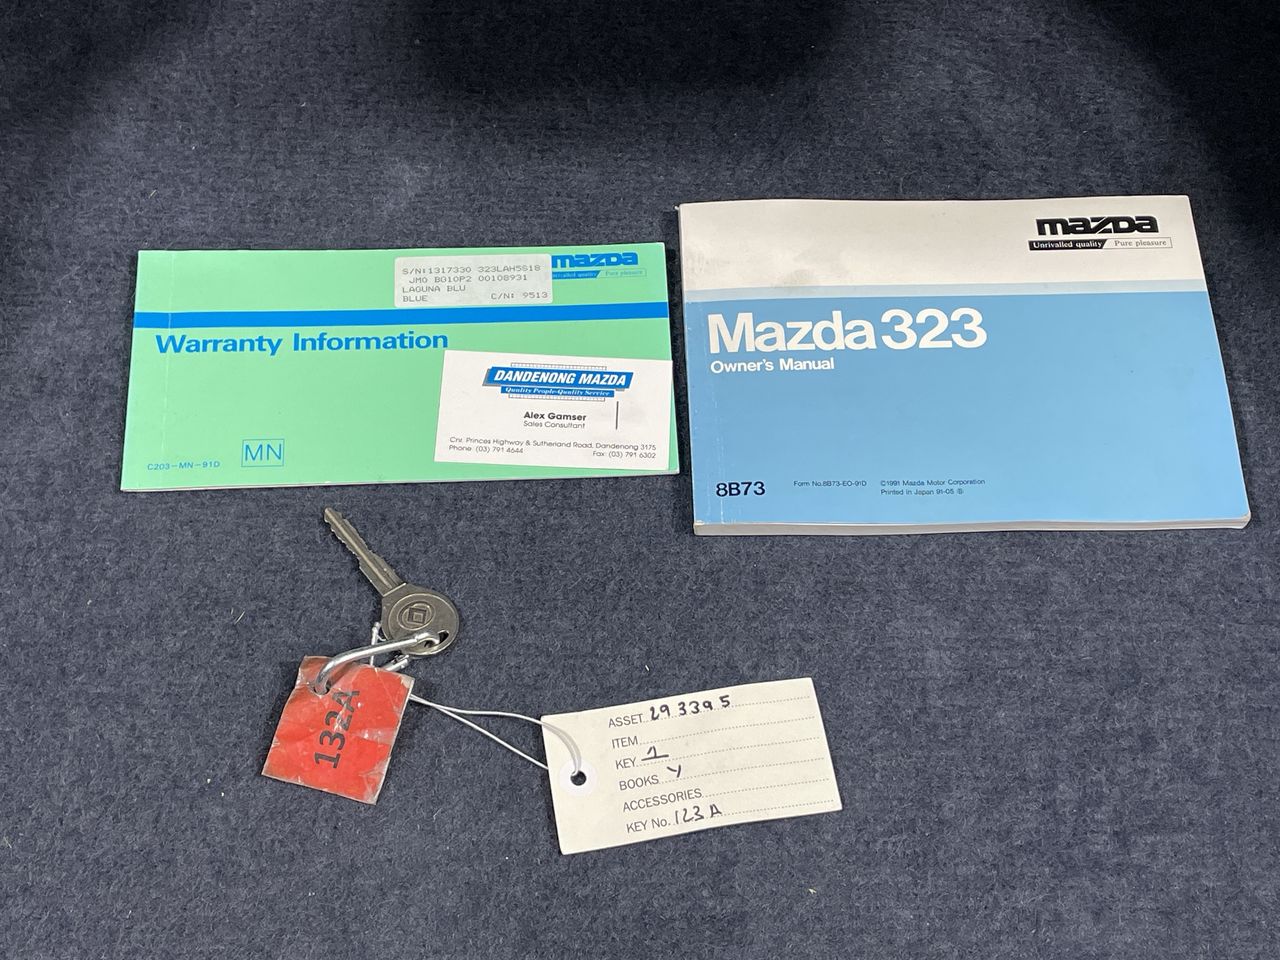 S/N:1317330 323LAH5S18
JM0 BG10P2 00108931
LAGUNA BLU
BLUE C/N: 9513
mazda
Unrivalled quality Pure pleasure
Warranty Information
DANDENONG MAZDA
Quality People-Quality Service
Alex Gamser
Sales Consultant
Cnr. Princes Highway & Sutherland Road, Dandenong 3175
Phone: (03) 791 4644 Fax: (03) 791 6302
MN
C203-MN-91D
mazda
Unrivalled quality Pure pleasure
Mazda 323
Owner's Manual
8B73
Form No.8B73-EO-91D ©1991 Mazda Motor Corporation
Printed in Japan 91-05
132A
ASSET 293395
ITEM
KEY 1
BOOKS Y
ACCESSORIES
KEY No. 123A